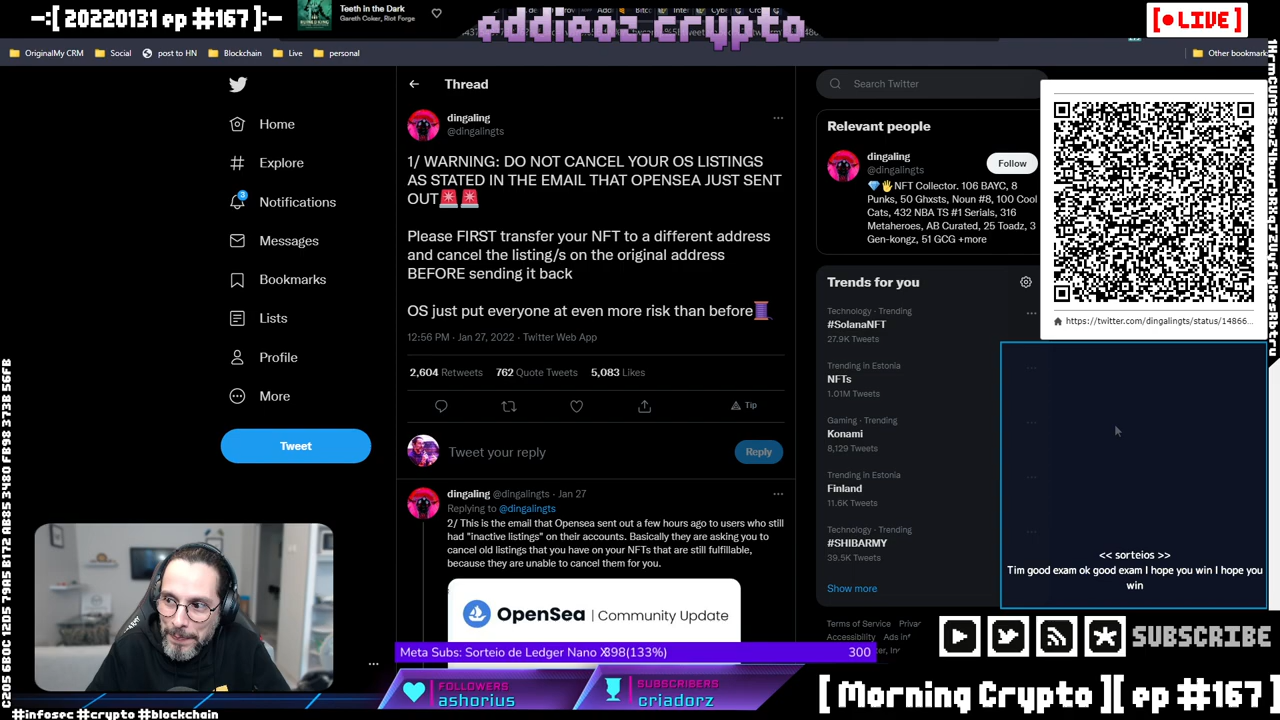 :-[ 20220131 ep #167 ]:-
Teeth in the Dark
Gareth Coker, Riot Forge
eddieoz.crypto
[● LIVE ]
OriginalMy CRM
Social
post to HN
Blockchain
Live
personal
Other bookmark
Home
Explore
3
Notifications
Messages
Bookmarks
Lists
Profile
More
Tweet
Thread
dingaling
@dingalingts
1/ WARNING: DO NOT CANCEL YOUR OS LISTINGS
AS STATED IN THE EMAIL THAT OPENSEA JUST SENT
OUT🚨🚨
Please FIRST transfer your NFT to a different address
and cancel the listing/s on the original address
BEFORE sending it back
OS just put everyone at even more risk than before🧵
12:56 PM · Jan 27, 2022 · Twitter Web App
2,604 Retweets 762 Quote Tweets 5,083 Likes
Tip
Tweet your reply
Reply
dingaling @dingalingts · Jan 27
Replying to @dingalingts
2/ This is the email that Opensea sent out a few hours ago to users who still
had "inactive listings" on their accounts. Basically they are asking you to
cancel old listings that you have on your NFTs that are still fulfillable,
because they are unable to cancel them for you.
OpenSea | Community Update
Search Twitter
Relevant people
dingaling
@dingalingts
Follow
💎🖐NFT Collector. 106 BAYC, 8
Punks, 50 Ghxsts, Noun #8, 100 Cool
Cats, 432 NBA TS #1 Serials, 316
Metaheroes, AB Curated, 25 Toadz, 3
Gen-kongz, 51 GCG +more
Trends for you
Technology · Trending
#SolanaNFT
27.9K Tweets
Trending in Estonia
NFTs
1.01M Tweets
Gaming · Trending
Konami
8,129 Tweets
Trending in Estonia
Finland
11.6K Tweets
Technology · Trending
#SHIBARMY
39.5K Tweets
Show more
Terms of Service Privac
Accessibility Ads inf
https://twitter.com/dingalingts/status/14866...
<< sorteios >>
Tim good exam ok good exam I hope you win I hope you
win
Meta Subs: Sorteio de Ledger Nano X
398(133%)
300
FOLLOWERS
ashorius
SUBSCRIBERS
criadorz
SUBSCRIBE
[ Morning Crypto ][ ep #167 ]
#infosec #crypto #blockchain